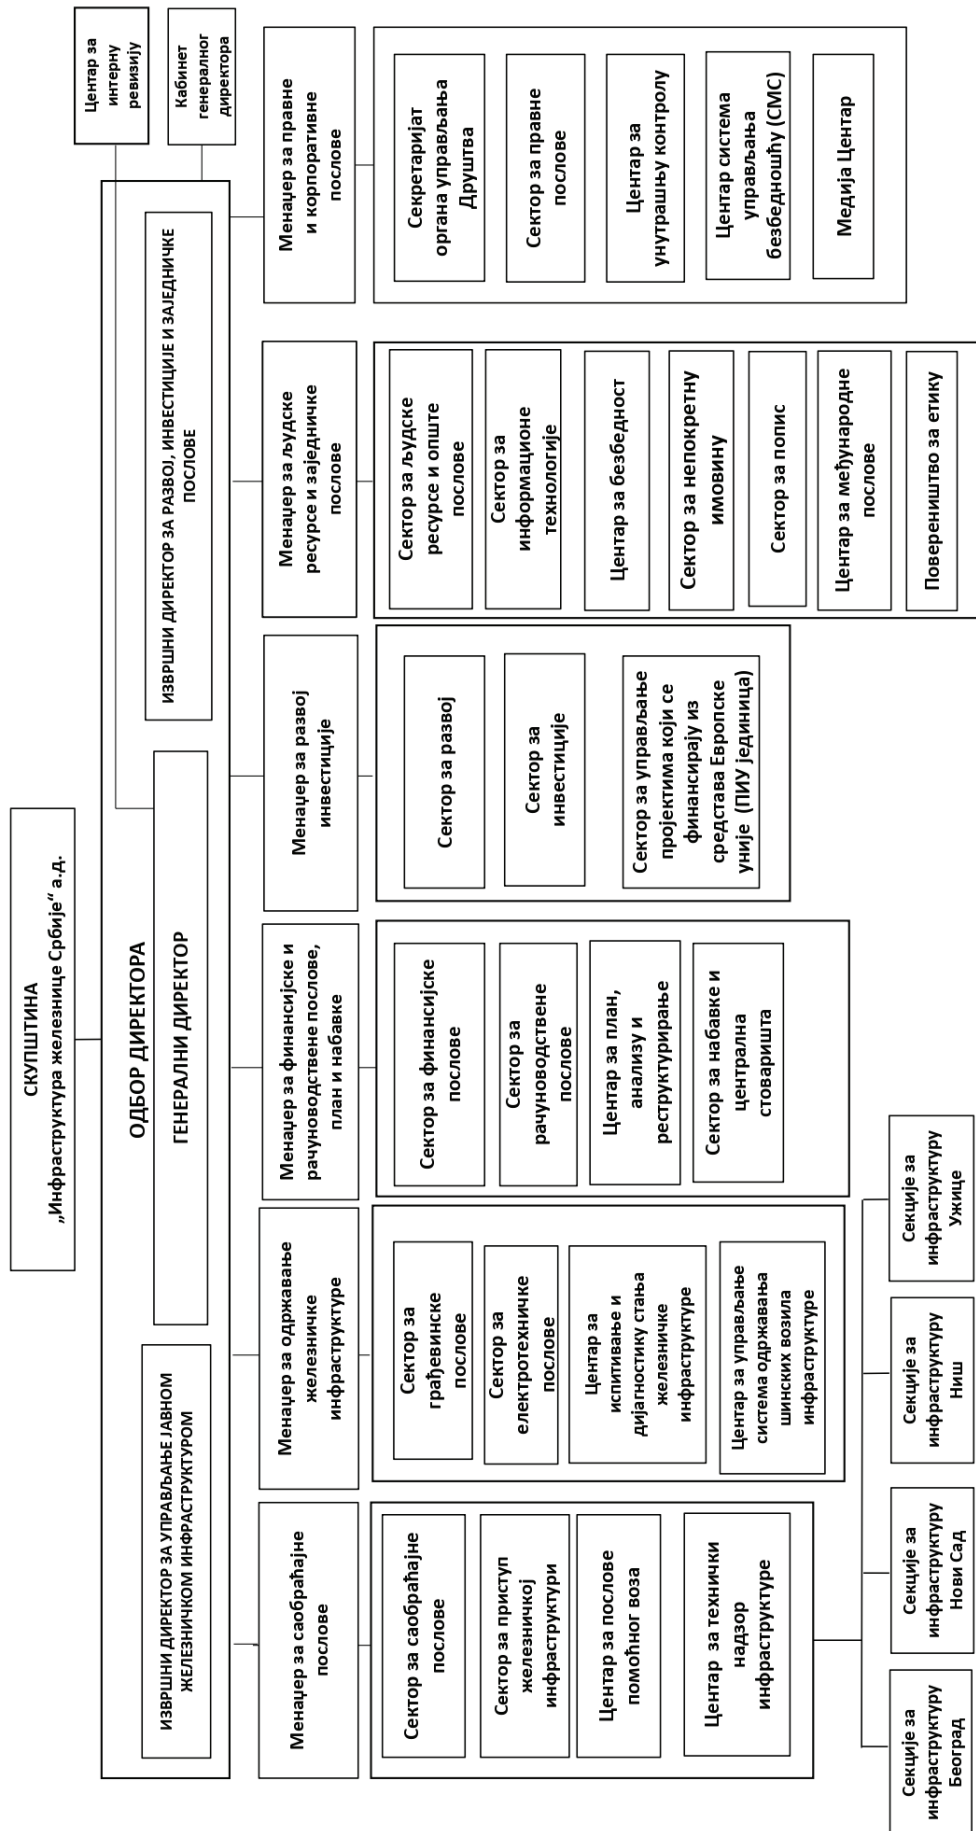 СКУПШТИНА
„Инфраструктура железнице Србије“ а.д.
Центар за
интерну
ревизију
Кабинет
генералног
директора
ОДБОР ДИРЕКТОРА
ИЗВРШНИ ДИРЕКТОР ЗА УПРАВЉАЊЕ ЈАВНОМ
ЖЕЛЕЗНИЧКОМ ИНФРАСТРУКТУРОМ
ГЕНЕРАЛНИ ДИРЕКТОР
ИЗВРШНИ ДИРЕКТОР ЗА РАЗВОЈ, ИНВЕСТИЦИЈЕ И ЗАЈЕДНИЧКЕ
ПОСЛОВЕ
Менаџер за саобраћајне
послове
Сектор за саобраћајне
послове
Сектор за приступ
железничкој
инфраструктури
Центар за послове
помоћног воза
Центар за технички
надзор
инфраструктуре
Менаџер за одржавање
железничке
инфраструктуре
Сектор за
грађевинске
послове
Сектор за
електротехничке
послове
Центар за
испитивање и
дијагностику стања
железничке
инфраструктуре
Центар за управљање
система одржавања
шинских возила
инфраструктуре
Менаџер за финансијске и
рачуноводствене послове,
план и набавке
Сектор за финансијске
послове
Сектор за
рачуноводствене
послове
Центар за план,
анализу и
реструктурирање
Сектор за набавке и
централна
стоваришта
Менаџер за развој
инвестиције
Сектор за развој
Сектор за
инвестиције
Сектор за управљање
пројектима који се
финансирају из
средстава Европске
уније (ПИУ јединица)
Менаџер за људске
ресурсе и заједничке
послове
Сектор за људске
ресурсе и опште
послове
Сектор за
информационе
технологије
Центар за безбедност
Сектор за непокретну
имовину
Сектор за попис
Центар за међународне
послове
Повереништво за етику
Менаџер за правне
и корпоративне
послове
Секретаријат
органа управљања
Друштва
Сектор за правне
послове
Центар за
унутрашњу контролу
Центар система
управљања
безбедношћу (СМС)
Медија Центар
Секције за
инфраструктуру
Београд
Секције за
инфраструктуру
Нови Сад
Секције за
инфраструктуру
Ниш
Секције за
инфраструктуру
Ужице